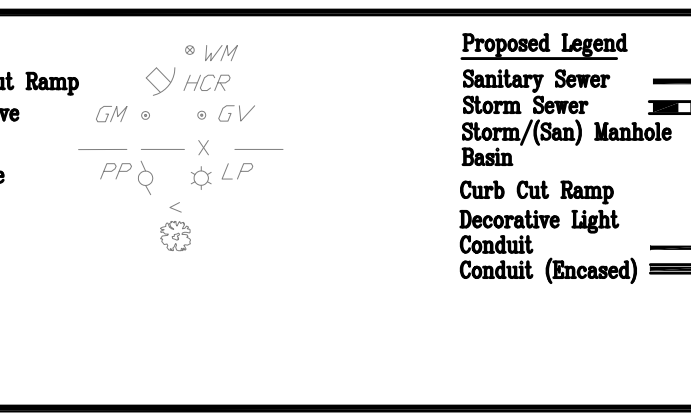 WM
ut Ramp
HCR
ve
GM
GV
X
e
PP
LP
Proposed Legend
Sanitary Sewer
Storm Sewer
Storm/(San) Manhole
Basin
Curb Cut Ramp
Decorative Light
Conduit
Conduit (Encased)